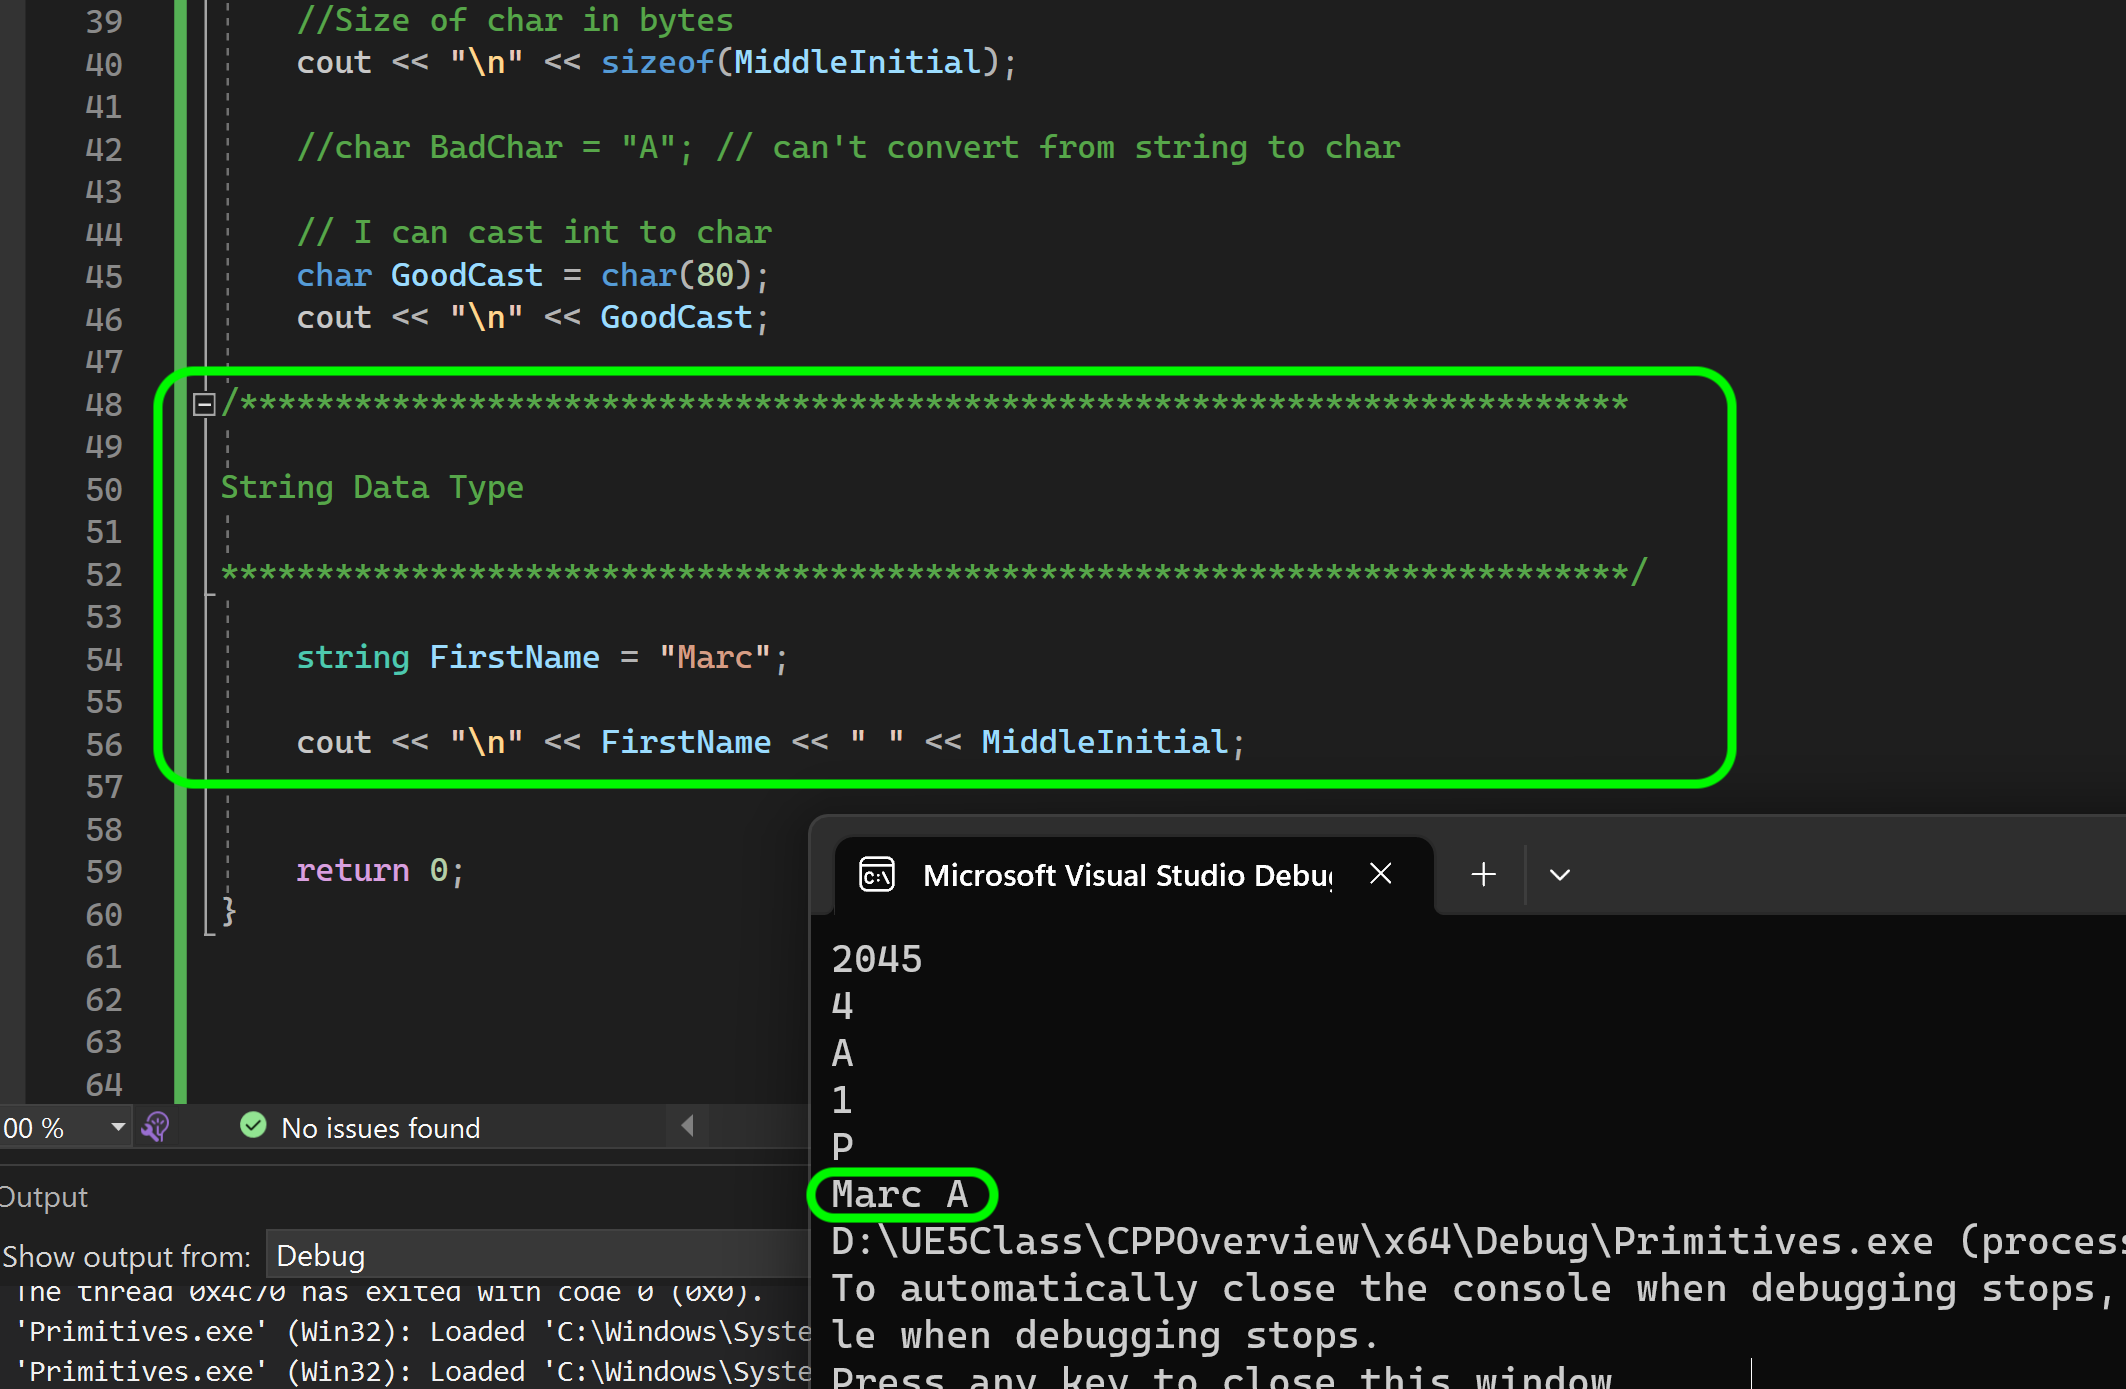 39 //Size of char in bytes
40 cout << "\n" << sizeof(MiddleInitial);
41
42 //char BadChar = "A"; // can't convert from string to char
43
44 // I can cast int to char
45 char GoodCast = char(80);
46 cout << "\n" << GoodCast;
47
48 /*************************************************************************
49
50 String Data Type
51
52 **************************************************************************/
53
54 string FirstName = "Marc";
55
56 cout << "\n" << FirstName << " " << MiddleInitial;
57
58
59 return 0;
60 }
61
62
63
64
00 %
No issues found
Output
Show output from: Debug
The thread 0x4c70 has exited with code 0 (0x0).
'Primitives.exe' (Win32): Loaded 'C:\Windows\Syste
'Primitives.exe' (Win32): Loaded 'C:\Windows\Syste
C:\ Microsoft Visual Studio Debu
2045
4
A
1
P
Marc A
D:\UE5Class\CPPOverview\x64\Debug\Primitives.exe (process
To automatically close the console when debugging stops,
le when debugging stops.
Press any key to close this window